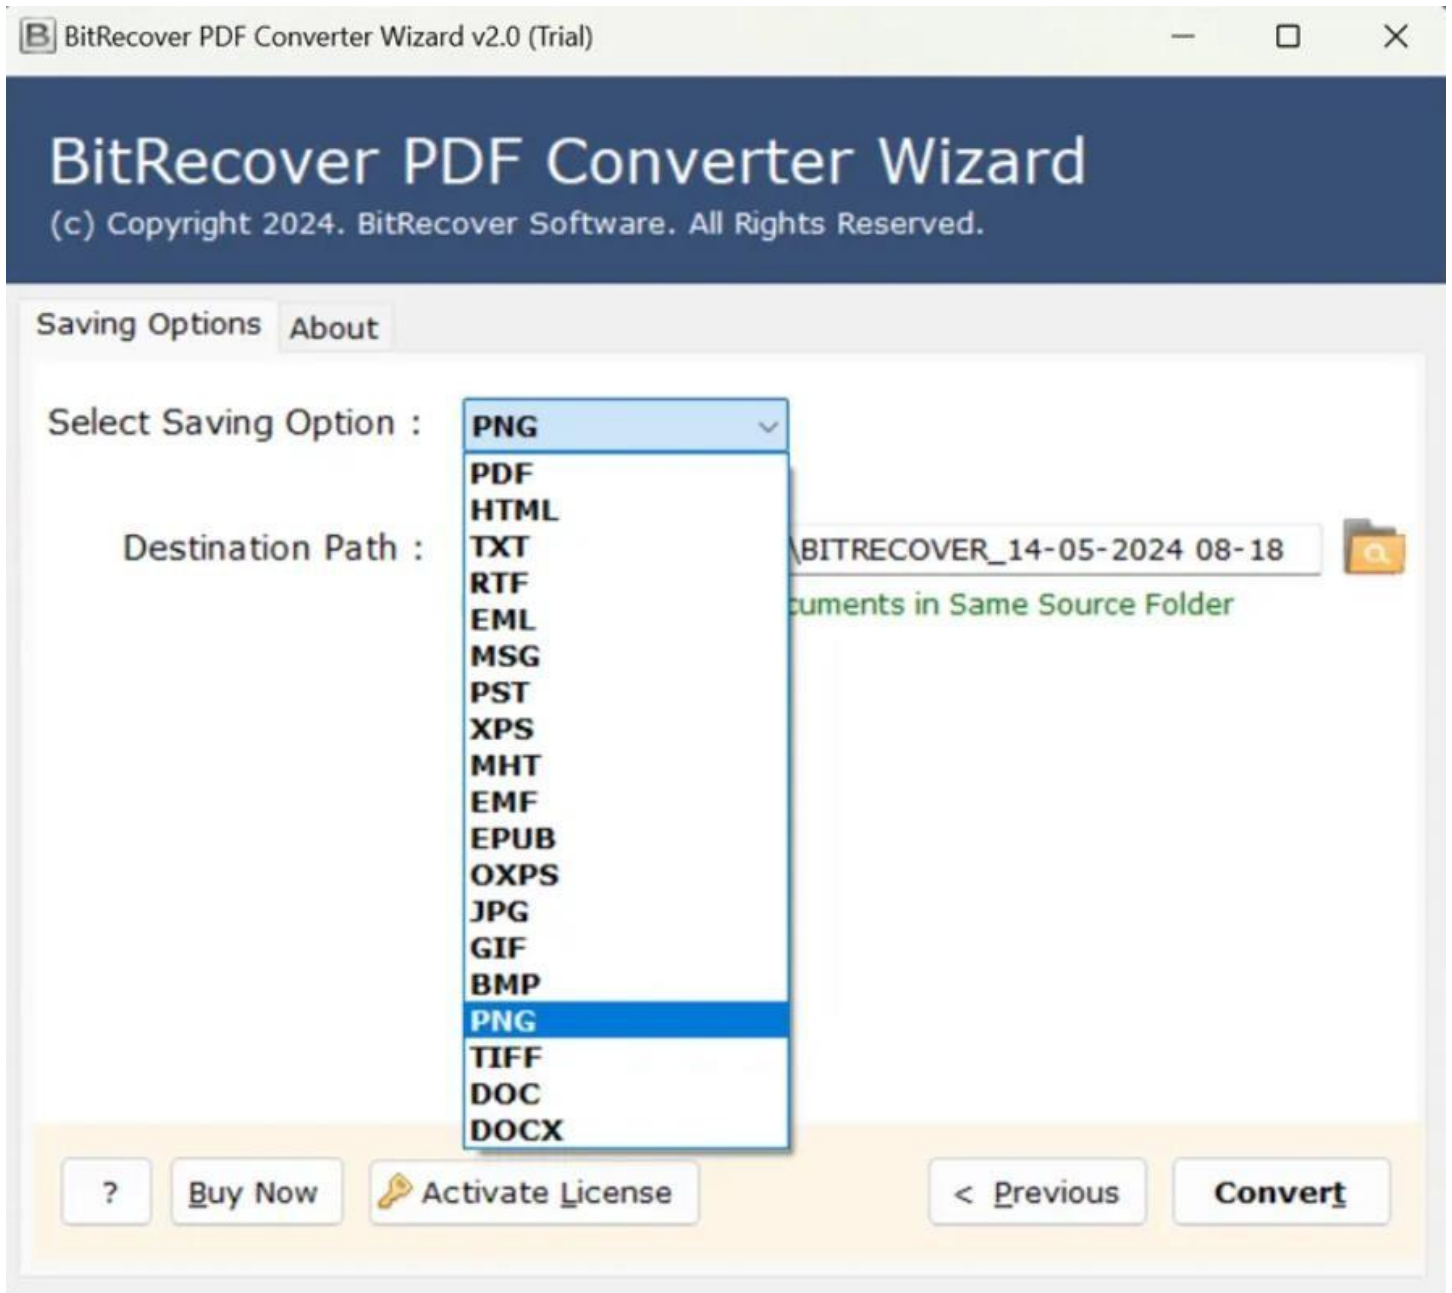 BitRecover PDF Converter Wizard v2.0 (Trial)
BitRecover PDF Converter Wizard
(c) Copyright 2024. BitRecover Software. All Rights Reserved.
Saving Options About
Select Saving Option : PNG
PDF
HTML
Destination Path : TXT \BITRECOVER_14-05-2024 08-18
RTF
EML in Same Source Folder
MSG
PST
XPS
MHT
EMF
EPUB
OXPS
JPG
GIF
BMP
PNG
TIFF
DOC
DOCX
? Buy Now Activate License < Previous Convert